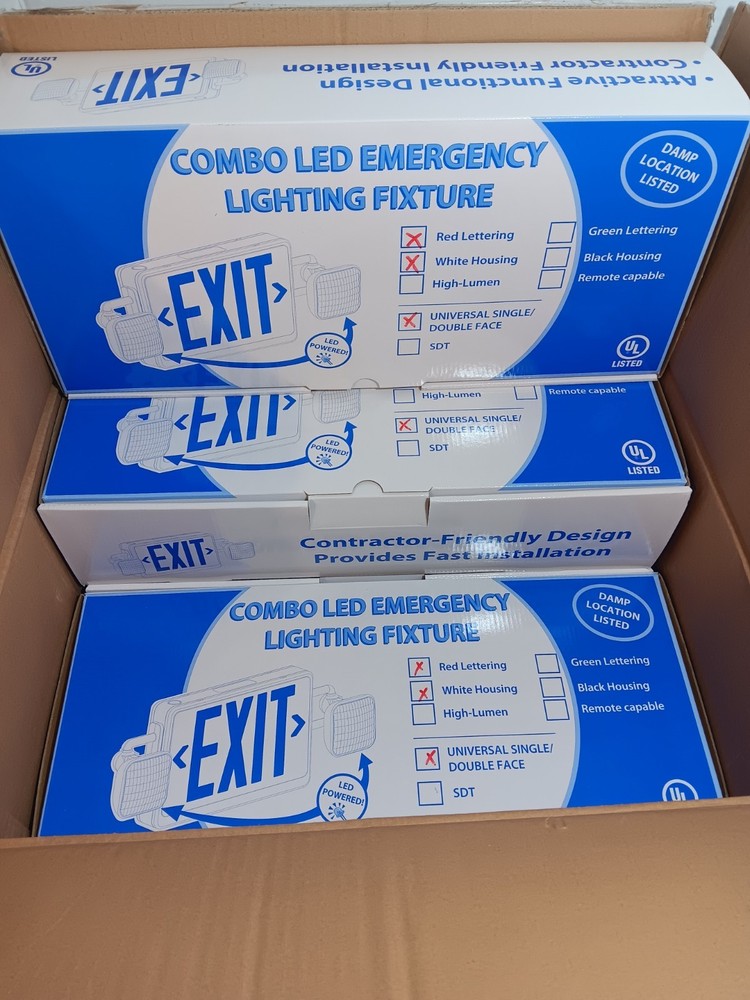 • Attractive Functional Design
• Contractor Friendly Installation
EXIT
UL
LISTED
COMBO LED EMERGENCY
LIGHTING FIXTURE
DAMP
LOCATION
LISTED
Red Lettering
Green Lettering
White Housing
Black Housing
High-Lumen
Remote capable
UNIVERSAL SINGLE/
DOUBLE FACE
SDT
EXIT
LED
POWERED!
UL
LISTED
High-Lumen
Remote capable
UNIVERSAL SINGLE/
DOUBLE FACE
SDT
EXIT
LED
POWERED!
UL
LISTED
EXIT
Contractor-Friendly Design
Provides Fast Installation
COMBO LED EMERGENCY
LIGHTING FIXTURE
DAMP
LOCATION
LISTED
Red Lettering
Green Lettering
White Housing
Black Housing
High-Lumen
Remote capable
UNIVERSAL SINGLE/
DOUBLE FACE
SDT
EXIT
LED
POWERED!
UL